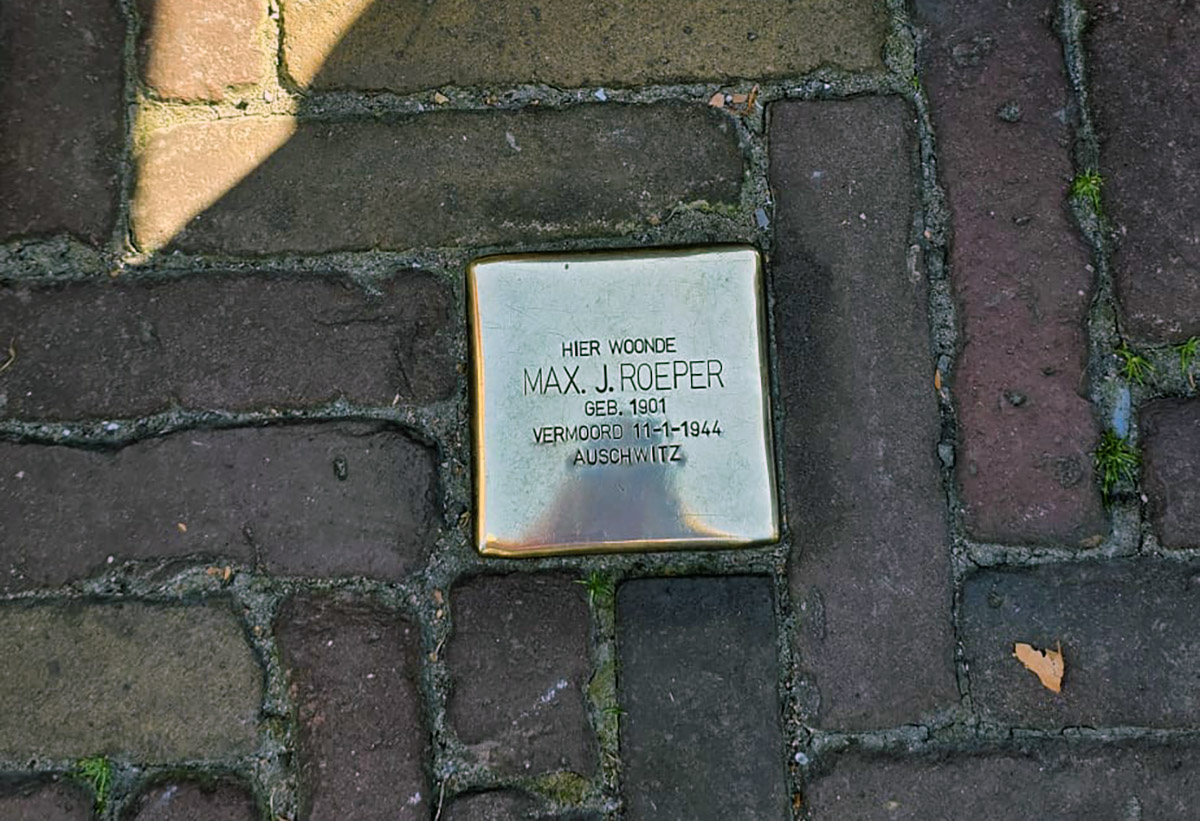 HIER WOONDE
MAX. J. ROEPER
GEB. 1901
VERMOORD 11-1-1944
AUSCHWITZ